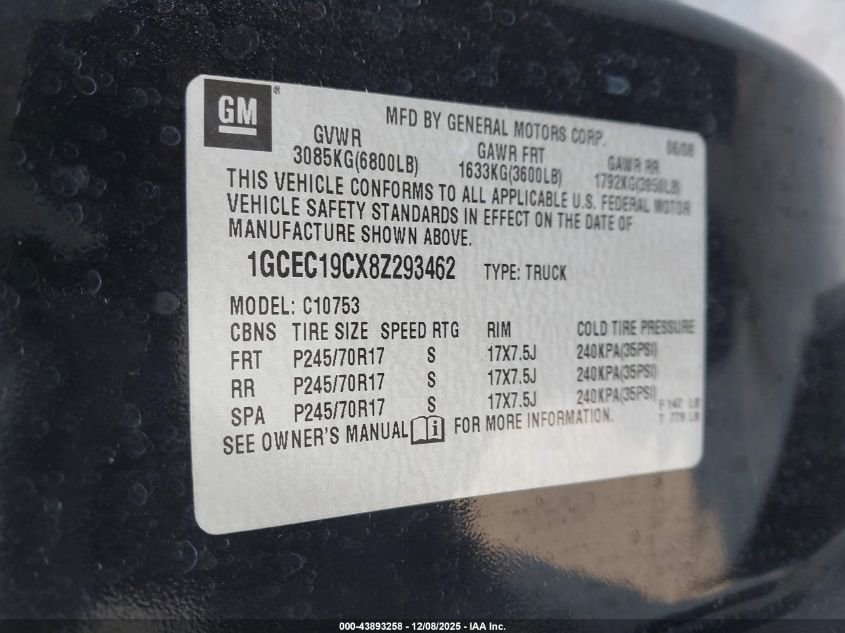 GM ®
MFD BY GENERAL MOTORS CORP. 06/08
GVWR GAWR FRT GAWR RR
3085KG(6800LB) 1633KG(3600LB) 1792KG(3950LB)
THIS VEHICLE CONFORMS TO ALL APPLICABLE U.S. FEDERAL MOTOR
VEHICLE SAFETY STANDARDS IN EFFECT ON THE DATE OF
MANUFACTURE SHOWN ABOVE.
1GCEC19CX8Z293462 TYPE: TRUCK
MODEL: C10753
CBNS TIRE SIZE SPEED RTG RIM COLD TIRE PRESSURE
FRT P245/70R17 S 17X7.5J 240KPA(35PSI)
RR P245/70R17 S 17X7.5J 240KPA(35PSI)
SPA P245/70R17 S 17X7.5J 240KPA(35PSI)
F 147 LB
T 779 LB
SEE OWNER'S MANUAL i FOR MORE INFORMATION.
000-43893258 - 12/08/2025 - IAA Inc.